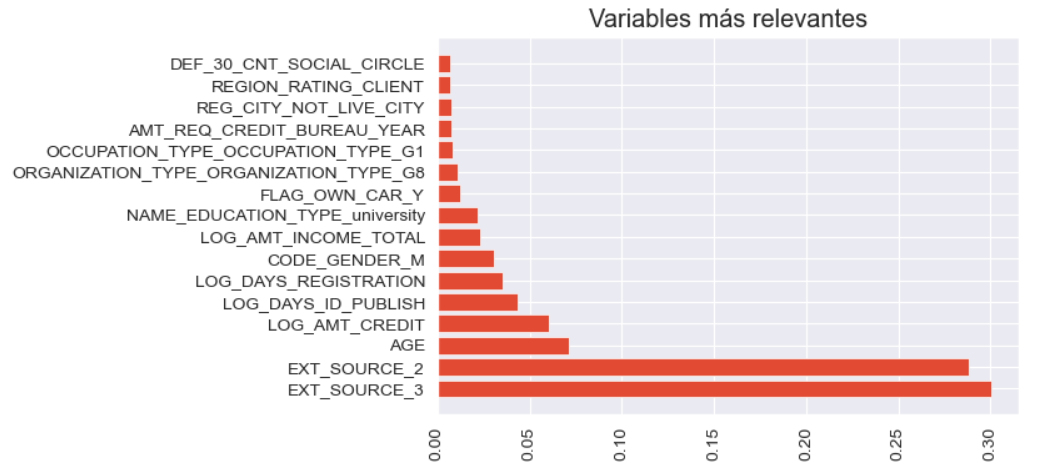 Variables más relevantes
DEF_30_CNT_SOCIAL_CIRCLE
REGION_RATING_CLIENT
REG_CITY_NOT_LIVE_CITY
AMT_REQ_CREDIT_BUREAU_YEAR
OCCUPATION_TYPE_OCCUPATION_TYPE_G1
ORGANIZATION_TYPE_ORGANIZATION_TYPE_G8
FLAG_OWN_CAR_Y
NAME_EDUCATION_TYPE_university
LOG_AMT_INCOME_TOTAL
CODE_GENDER_M
LOG_DAYS_REGISTRATION
LOG_DAYS_ID_PUBLISH
LOG_AMT_CREDIT
AGE
EXT_SOURCE_2
EXT_SOURCE_3
0.00
0.05
0.10
0.15
0.20
0.25
0.30